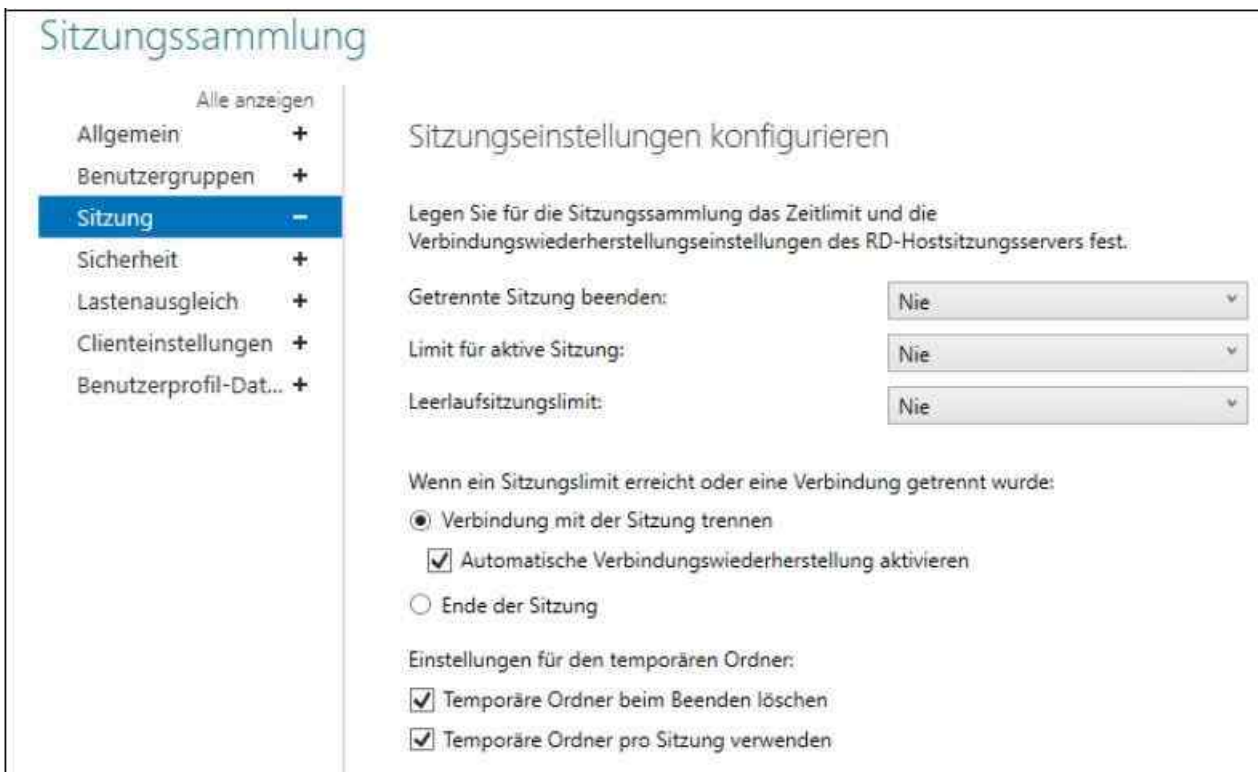 Sitzungssammlung
Alle anzeigen
Allgemein +
Benutzergruppen +
Sitzung –
Sicherheit +
Lastenausgleich +
Clienteinstellungen +
Benutzerprofil-Dat... +
Sitzungseinstellungen konfigurieren
Legen Sie für die Sitzungssammlung das Zeitlimit und die
Verbindungswiederherstellungseinstellungen des RD-Hostsitzungsservers fest.
Getrennte Sitzung beenden: Nie
Limit für aktive Sitzung: Nie
Leerlaufsitzungslimit: Nie
Wenn ein Sitzungslimit erreicht oder eine Verbindung getrennt wurde:
Verbindung mit der Sitzung trennen
Automatische Verbindungswiederherstellung aktivieren
Ende der Sitzung
Einstellungen für den temporären Ordner:
Temporäre Ordner beim Beenden löschen
Temporäre Ordner pro Sitzung verwenden